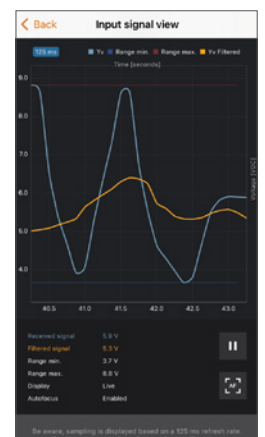 Back
Input signal view
125 ms
Yv Range min. Range max. Yv Filtered
Time [seconds]
9.0
8.0
7.0
6.0
5.0
4.0
Voltage [VDC]
40.5 41.0 41.5 42.0 42.5 43.0
Received signal 5.9 V
Filtered signal 5.3 V
Range min. 3.7 V
Range max. 8.8 V
Display Live
Autofocus Enabled
AF
Be aware, sampling is displayed based on a 125 ms refresh rate.